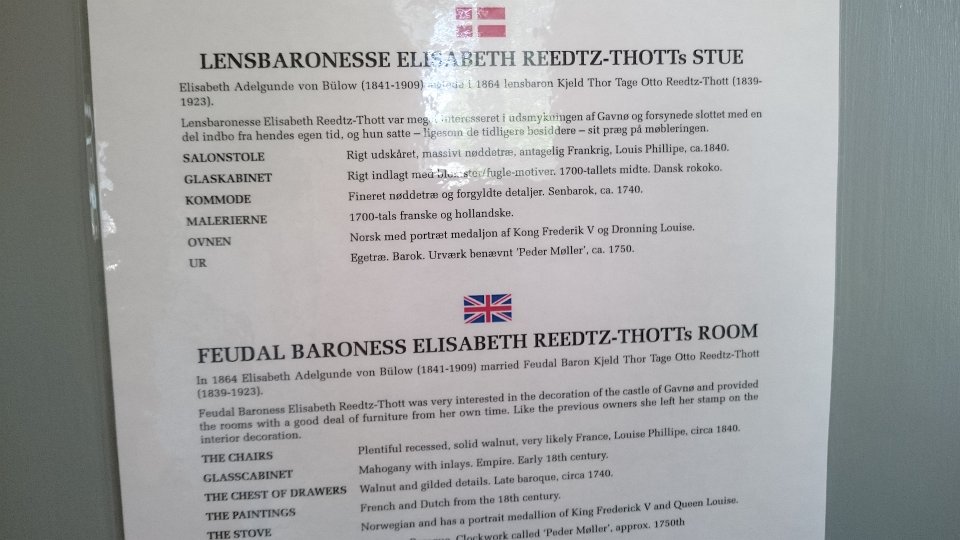 LENSBARONESSE ELISABETH REEDTZ-THOTTs STUE
Elisabeth Adelgunde von Bülow (1841-1909) ægtede i 1864 lensbaron Kjeld Thor Tage Otto Reedtz-Thott (1839-
1923).
Lensbaronesse Elisabeth Reedtz-Thott var meget interesseret i udsmykningen af Gavnø og forsynede slottet med en
del indbo fra hendes egen tid, og hun satte – ligesom de tidligere besiddere – sit præg på møbleringen.
SALONSTOLE Rigt udskåret, massivt nøddetræ, antagelig Frankrig, Louis Phillipe, ca.1840.
GLASKABINET Rigt indlagt med blomster/fugle-motiver. 1700-tallets midte. Dansk rokoko.
KOMMODE Fineret nøddetræ og forgyldte detaljer. Senbarok, ca. 1740.
MALERIERNE 1700-tals franske og hollandske.
OVNEN Norsk med portræt medaljon af Kong Frederik V og Dronning Louise.
UR Egetræ. Barok. Urværk benævnt 'Peder Møller', ca. 1750.
FEUDAL BARONESS ELISABETH REEDTZ-THOTTs ROOM
In 1864 Elisabeth Adelgunde von Bülow (1841-1909) married Feudal Baron Kjeld Thor Tage Otto Reedtz-Thott
(1839-1923).
Feudal Baroness Elisabeth Reedtz-Thott was very interested in the decoration of the castle of Gavnø and provided
the rooms with a good deal of furniture from her own time. Like the previous owners she left her stamp on the
interior decoration.
THE CHAIRS Plentiful recessed, solid walnut, very likely France, Louise Phillipe, circa 1840.
GLASSCABINET Mahogany with inlays. Empire. Early 18th century.
THE CHEST OF DRAWERS Walnut and gilded details. Late baroque, circa 1740.
THE PAINTINGS French and Dutch from the 18th century.
THE STOVE Norwegian and has a portrait medallion of King Frederick V and Queen Louise.
Clockwork called 'Peder Møller', approx. 1750th